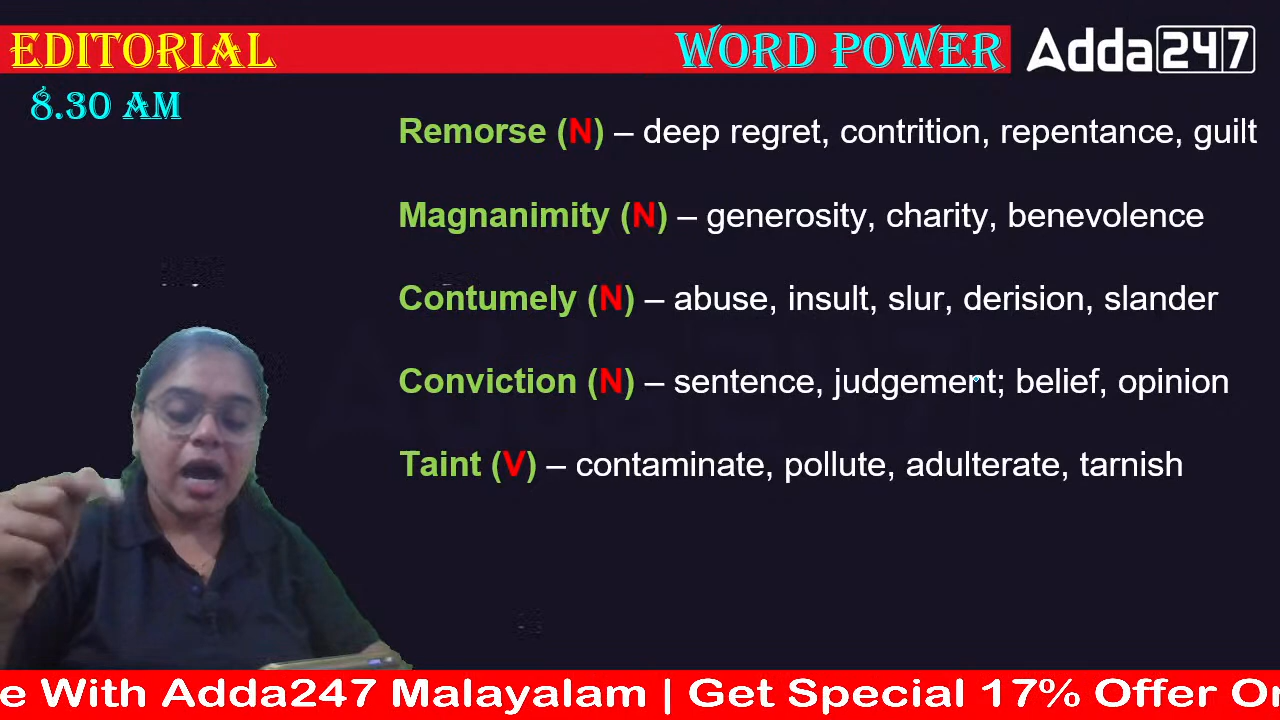 EDITORIAL
WORD POWER
Adda247
8.30 AM
Remorse (N) – deep regret, contrition, repentance, guilt
Magnanimity (N) – generosity, charity, benevolence
Contumely (N) – abuse, insult, slur, derision, slander
Conviction (N) – sentence, judgement; belief, opinion
Taint (V) – contaminate, pollute, adulterate, tarnish
e With Adda247 Malayalam | Get Special 17% Offer On